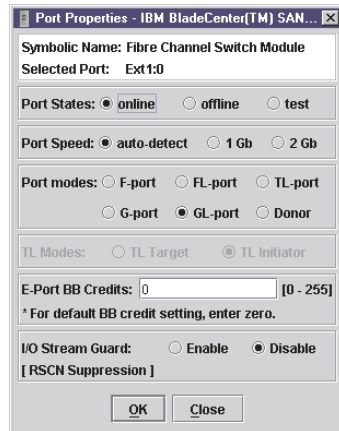 Port Properties - IBM BladeCenter(TM) SAN...
Symbolic Name: Fibre Channel Switch Module
Selected Port: Ext1:0
Port States: online offline test
Port Speed: auto-detect 1 Gb 2 Gb
Port modes: F-port FL-port TL-port
G-port GL-port Donor
TL Modes: TL Target TL Initiator
E-Port BB Credits: 0 [0 - 255]
* For default BB credit setting, enter zero.
I/O Stream Guard: Enable Disable
[ RSCN Suppression ]
OK Close